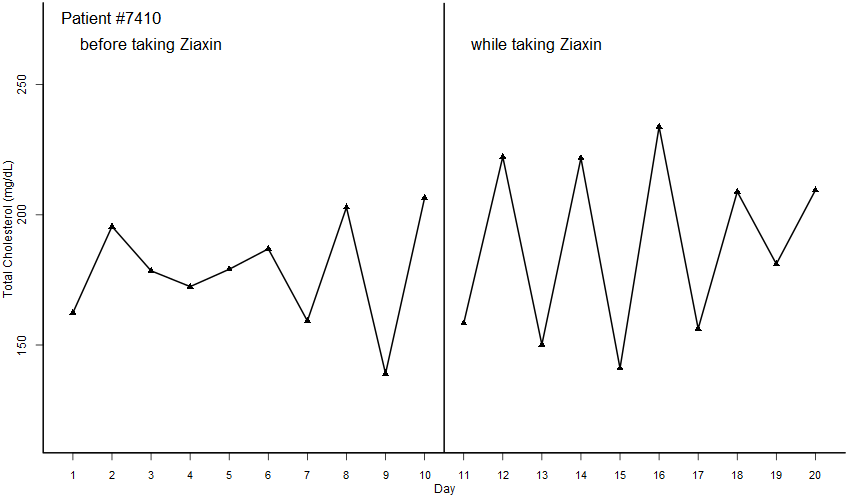 Patient #7410
before taking Ziaxin
while taking Ziaxin
250
200
150
Total Cholesterol (mg/dL)
1 2 3 4 5 6 7 8 9 10 11 12 13 14 15 16 17 18 19 20
Day